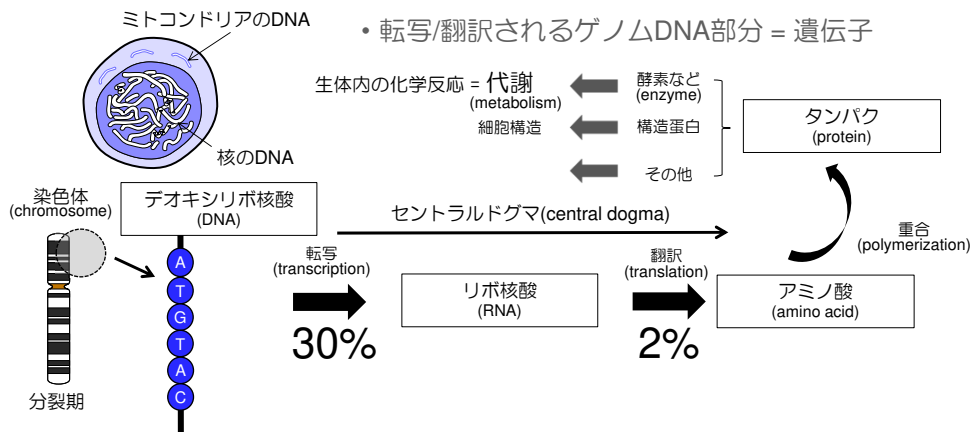 ミトコンドリアのDNA
• 転写/翻訳されるゲノムDNA部分 = 遺伝子
生体内の化学反応 = 代謝
(metabolism)
細胞構造
酵素など
(enzyme)
構造蛋白
その他
タンパク
(protein)
核のDNA
染色体
(chromosome)
デオキシリボ核酸
(DNA)
セントラルドグマ(central dogma)
重合
(polymerization)
転写
(transcription)
翻訳
(translation)
リボ核酸
(RNA)
アミノ酸
(amino acid)
30%
2%
A
T
G
T
A
C
分裂期